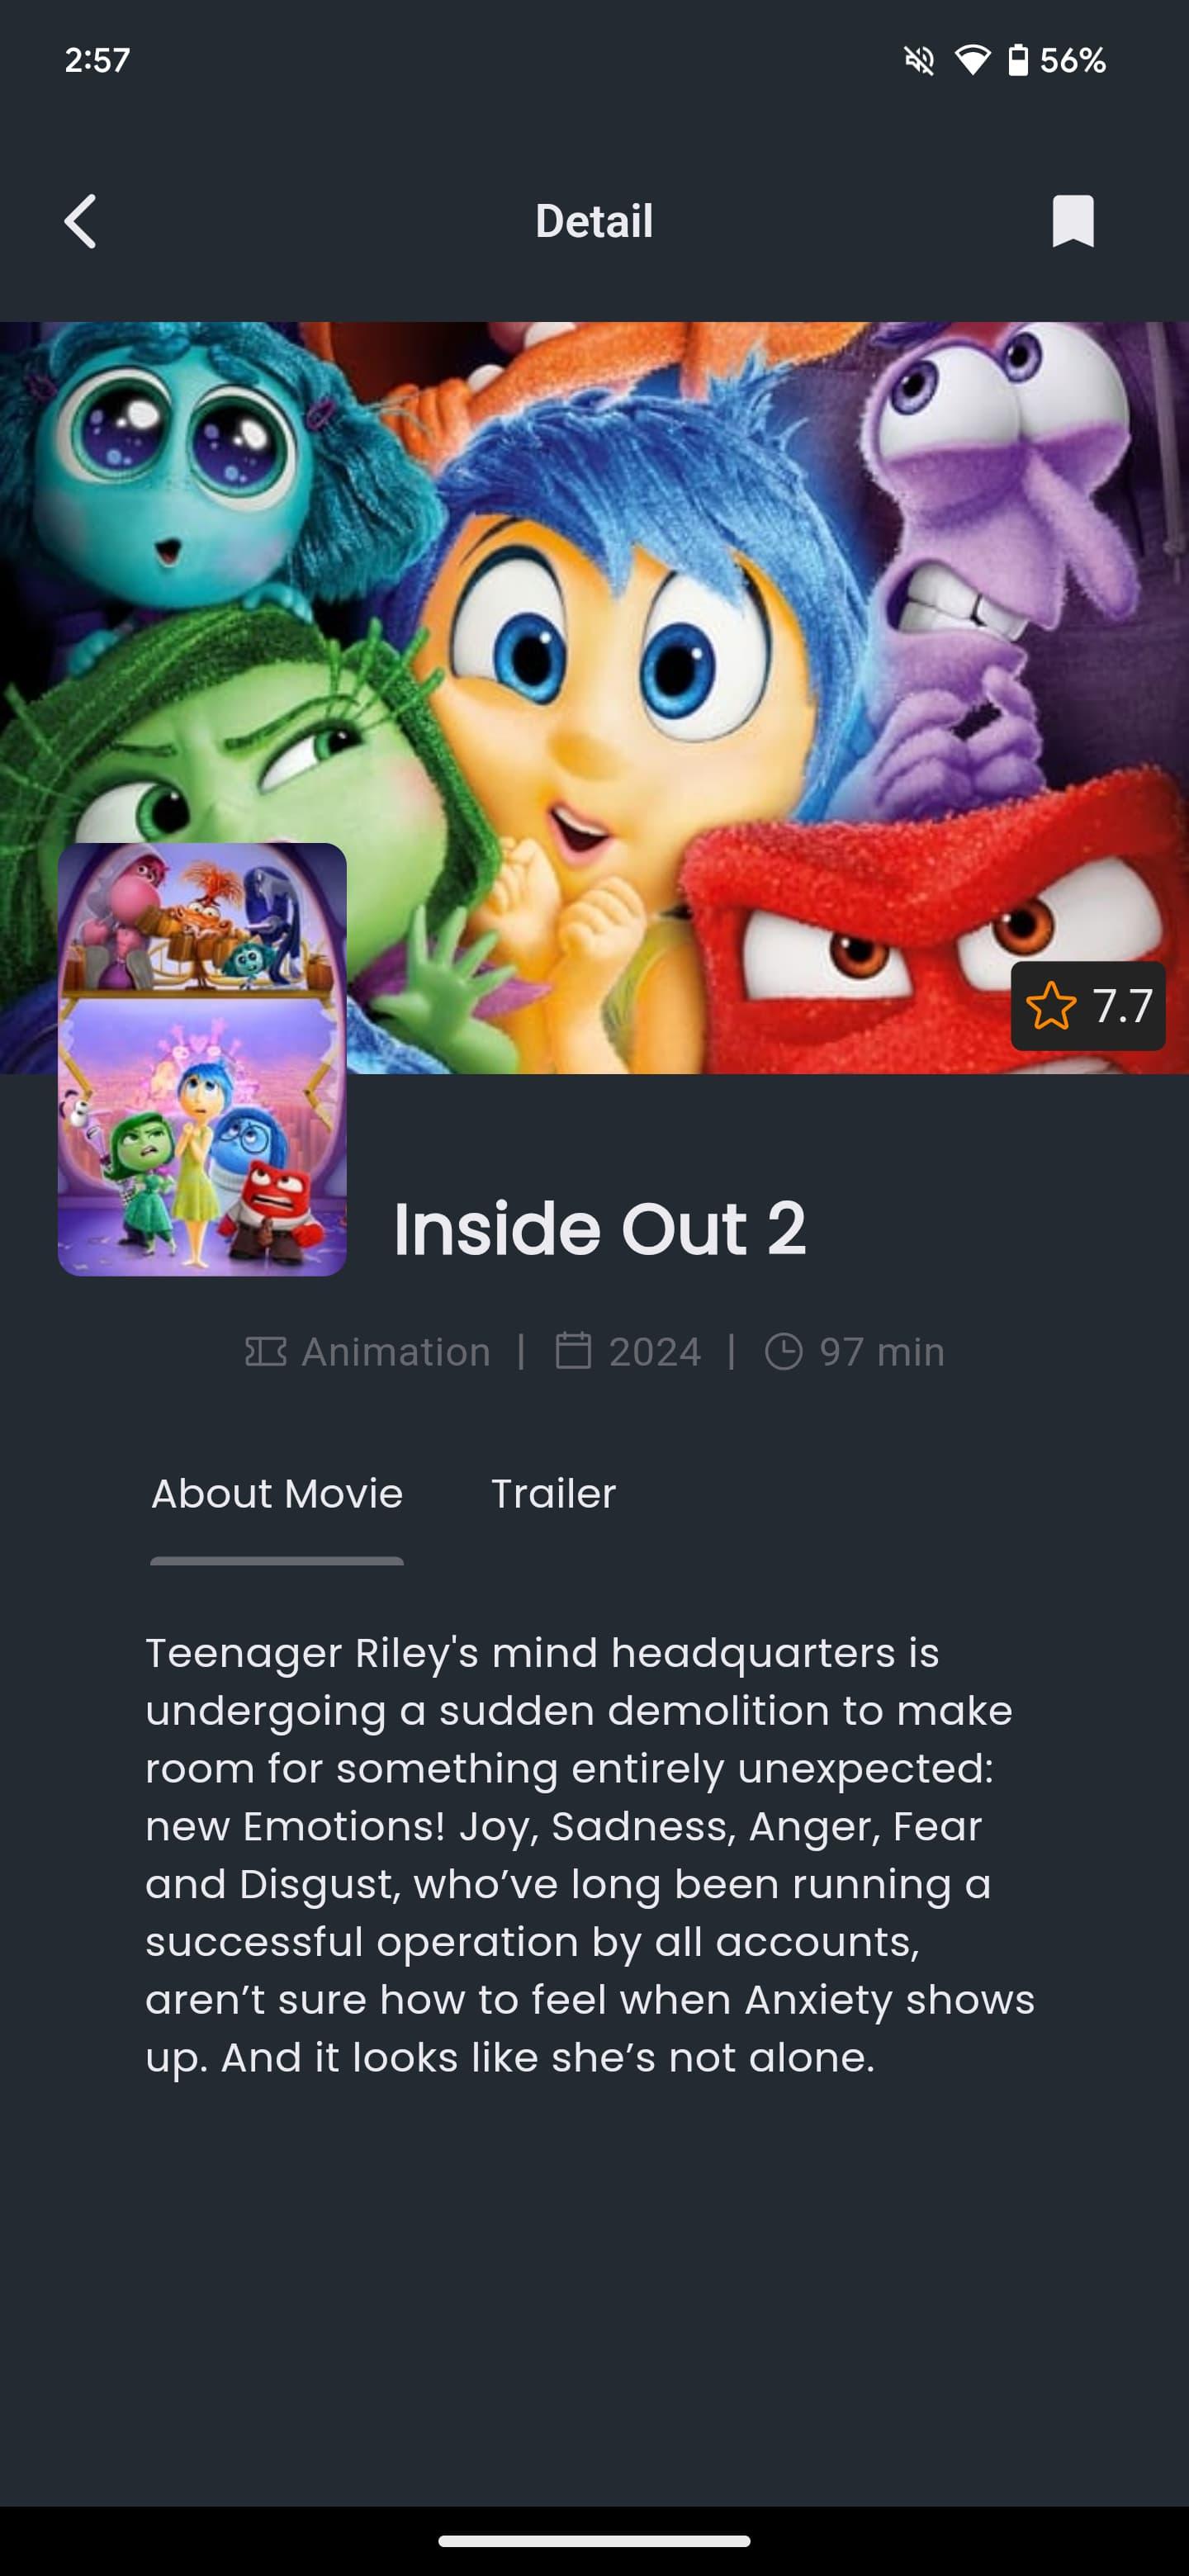 2:57
56%
Detail
7.7
Inside Out 2
Animation | 2024 | 97 min
About Movie Trailer
Teenager Riley's mind headquarters is
undergoing a sudden demolition to make
room for something entirely unexpected:
new Emotions! Joy, Sadness, Anger, Fear
and Disgust, who’ve long been running a
successful operation by all accounts,
aren’t sure how to feel when Anxiety shows
up. And it looks like she’s not alone.